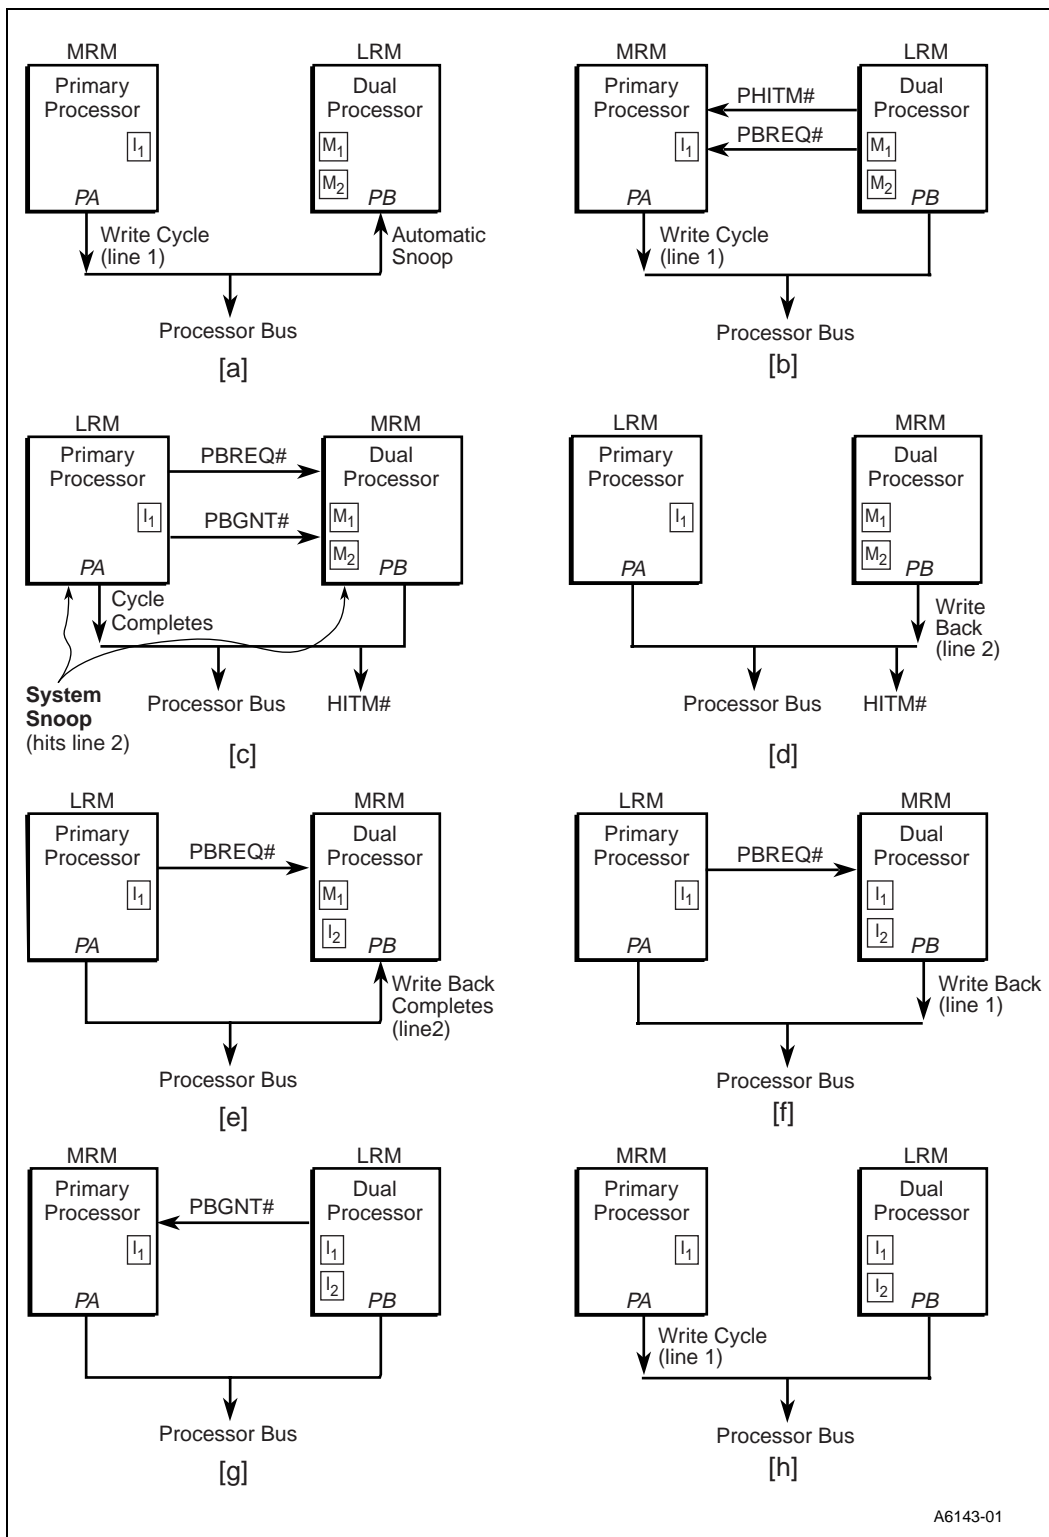 MRM
Primary
Processor
I1
PA
LRM
Dual
Processor
M1
M2
PB
Write Cycle
(line 1)
Automatic
Snoop
Processor Bus
[a]
MRM
Primary
Processor
I1
PA
PHITM#
PBREQ#
LRM
Dual
Processor
M1
M2
PB
Write Cycle
(line 1)
Processor Bus
[b]
LRM
Primary
Processor
I1
PA
PBREQ#
PBGNT#
MRM
Dual
Processor
M1
M2
PB
Cycle
Completes
System
Snoop
(hits line 2)
Processor Bus
HITM#
[c]
LRM
Primary
Processor
I1
PA
MRM
Dual
Processor
M1
M2
PB
Write
Back
(line 2)
Processor Bus
HITM#
[d]
LRM
Primary
Processor
I1
PA
PBREQ#
MRM
Dual
Processor
M1
I2
PB
Write Back
Completes
(line2)
Processor Bus
[e]
LRM
Primary
Processor
I1
PA
PBREQ#
MRM
Dual
Processor
I1
I2
PB
Write Back
(line 1)
Processor Bus
[f]
MRM
Primary
Processor
I1
PA
PBGNT#
LRM
Dual
Processor
I1
I2
PB
Processor Bus
[g]
MRM
Primary
Processor
I1
PA
LRM
Dual
Processor
I1
I2
PB
Write Cycle
(line 1)
Processor Bus
[h]
A6143-01